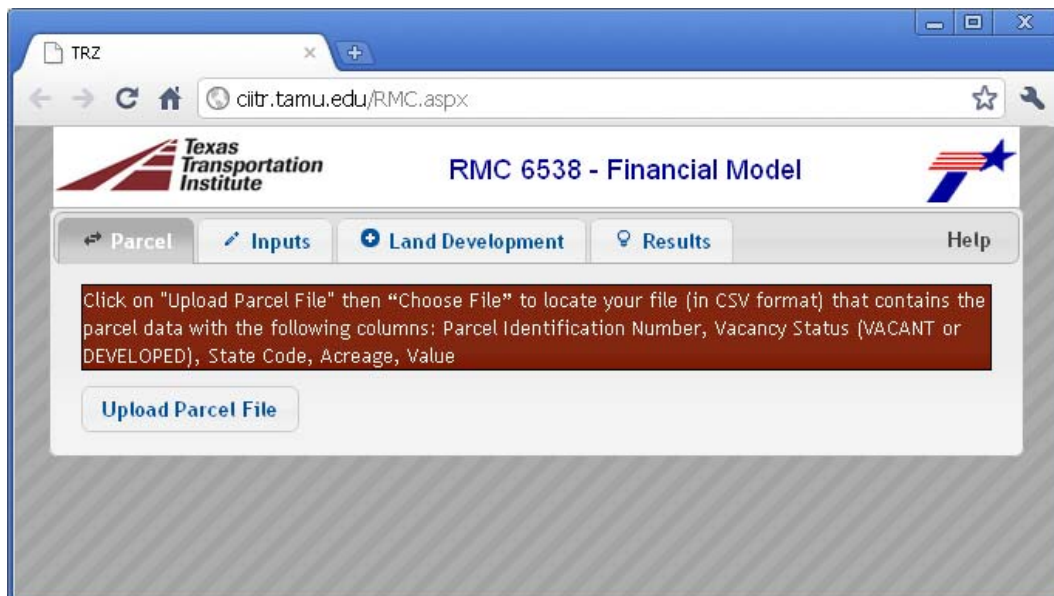 TRZ
ciitr.tamu.edu/RMC.aspx
Texas
Transportation
Institute
RMC 6538 - Financial Model
Parcel Inputs Land Development Results Help
Click on "Upload Parcel File" then “Choose File” to locate your file (in CSV format) that contains the
parcel data with the following columns: Parcel Identification Number, Vacancy Status (VACANT or
DEVELOPED), State Code, Acreage, Value
Upload Parcel File